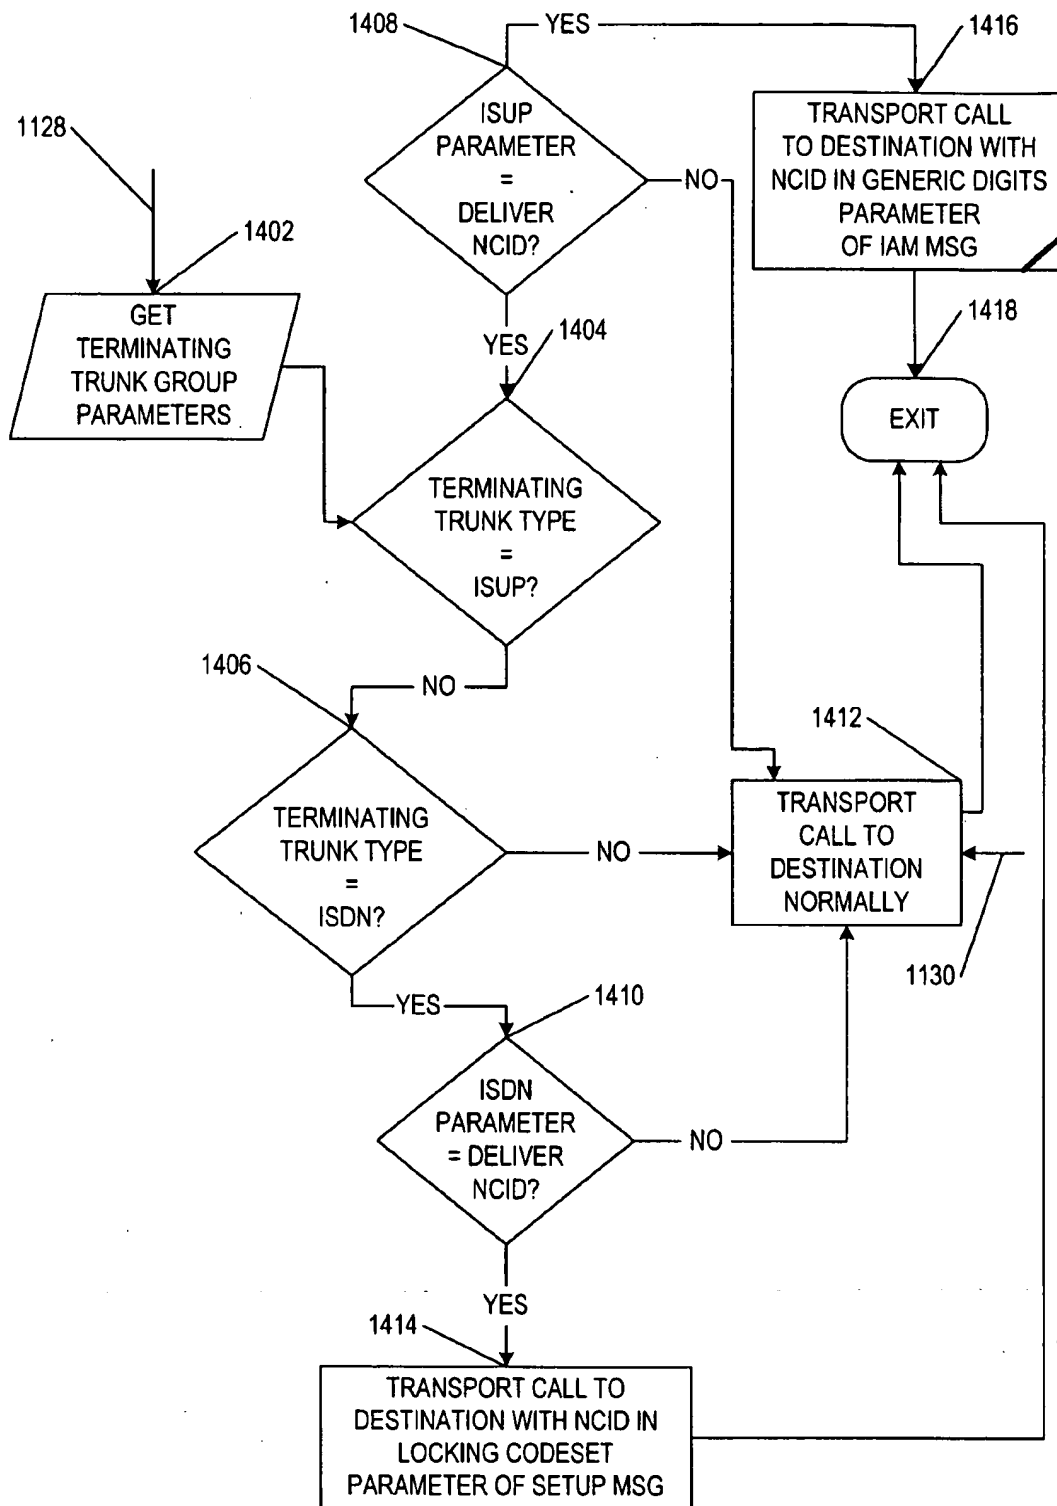 1408
YES
1416
ISUP
PARAMETER
=
DELIVER
NCID?
NO
TRANSPORT CALL
TO DESTINATION WITH
NCID IN GENERIC DIGITS
PARAMETER
OF IAM MSG
1128
1402
GET
TERMINATING
TRUNK GROUP
PARAMETERS
YES
1404
1418
EXIT
TERMINATING
TRUNK TYPE
=
ISUP?
1406
NO
1412
TERMINATING
TRUNK TYPE
=
ISDN?
NO
TRANSPORT
CALL TO
DESTINATION
NORMALLY
1130
YES
1410
ISDN
PARAMETER
= DELIVER
NCID?
NO
YES
1414
TRANSPORT CALL TO
DESTINATION WITH NCID IN
LOCKING CODESET
PARAMETER OF SETUP MSG